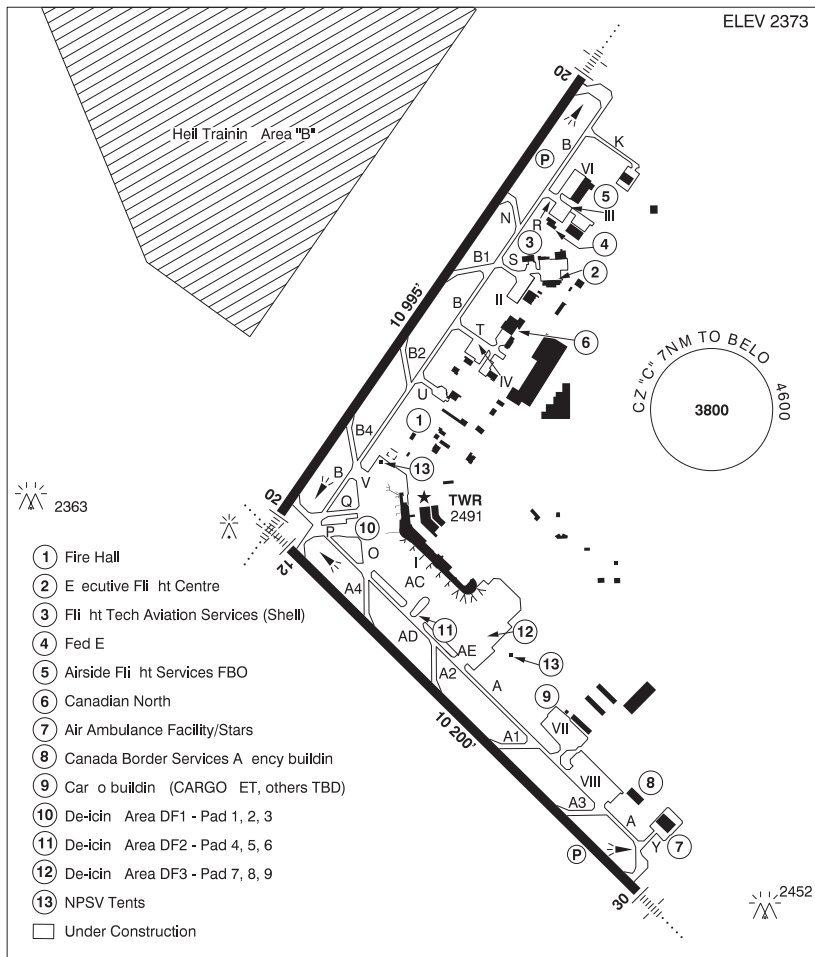 ELEV 2373
Heil Trainin Area "B"
20
K
B
P
VI
5
III
N
R
4
3
B1
S
2
II
B
10 995'
T
6
CZ "C" 7NM TO BELO 4600
3800
B2
IV
U
1
B4
13
B
V
TWR
2491
2363
02
Q
10
P
O
12
I
AC
A4
11
12
AD
AE
13
A2
A
9
10 200'
VII
A1
VIII
8
A3
A
Y
7
P
30
2452
1 Fire Hall
2 E ecutive Fli ht Centre
3 Fli ht Tech Aviation Services (Shell)
4 Fed E
5 Airside Fli ht Services FBO
6 Canadian North
7 Air Ambulance Facility/Stars
8 Canada Border Services A ency buildin
9 Car o buildin (CARGO ET, others TBD)
10 De-icin Area DF1 - Pad 1, 2, 3
11 De-icin Area DF2 - Pad 4, 5, 6
12 De-icin Area DF3 - Pad 7, 8, 9
13 NPSV Tents
Under Construction